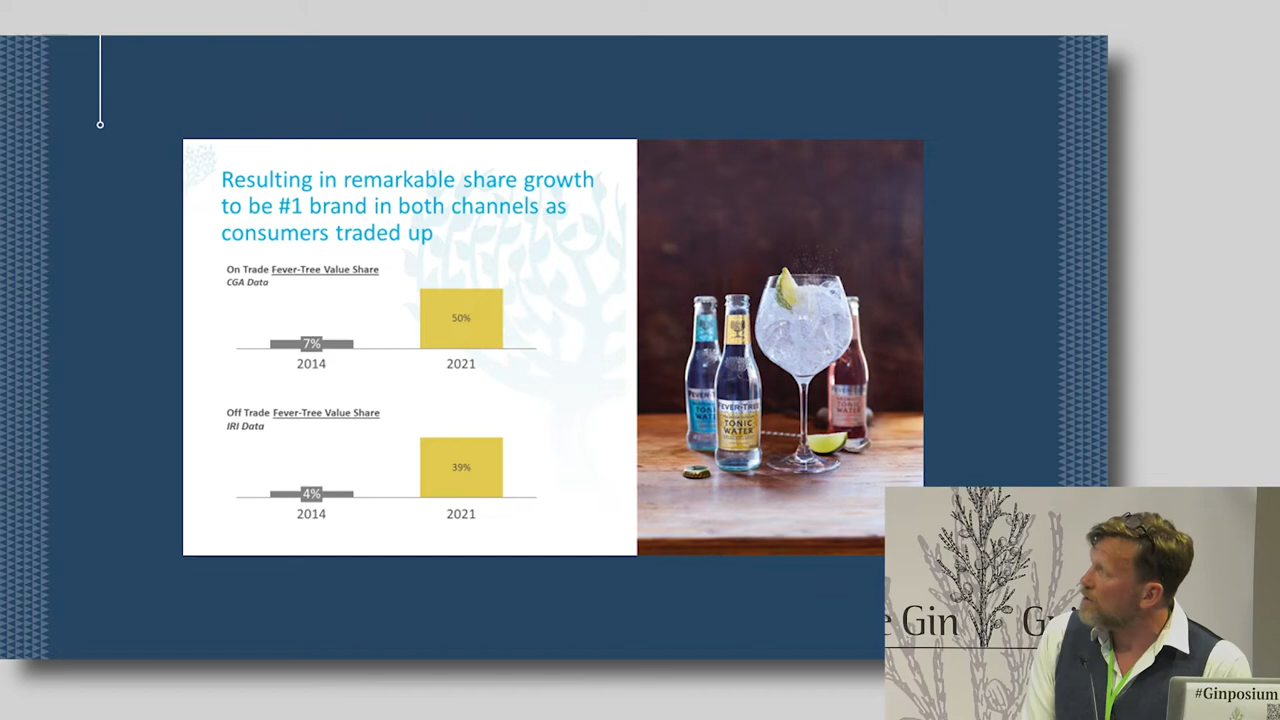 Resulting in remarkable share growth
to be #1 brand in both channels as
consumers traded up
On Trade Fever-Tree Value Share
CGA Data
7%
50%
2014
2021
Off Trade Fever-Tree Value Share
IRI Data
4%
39%
2014
2021
FEVER-TREE
TONIC
WATER
TONIC
WATER
e Gin
#Ginposium